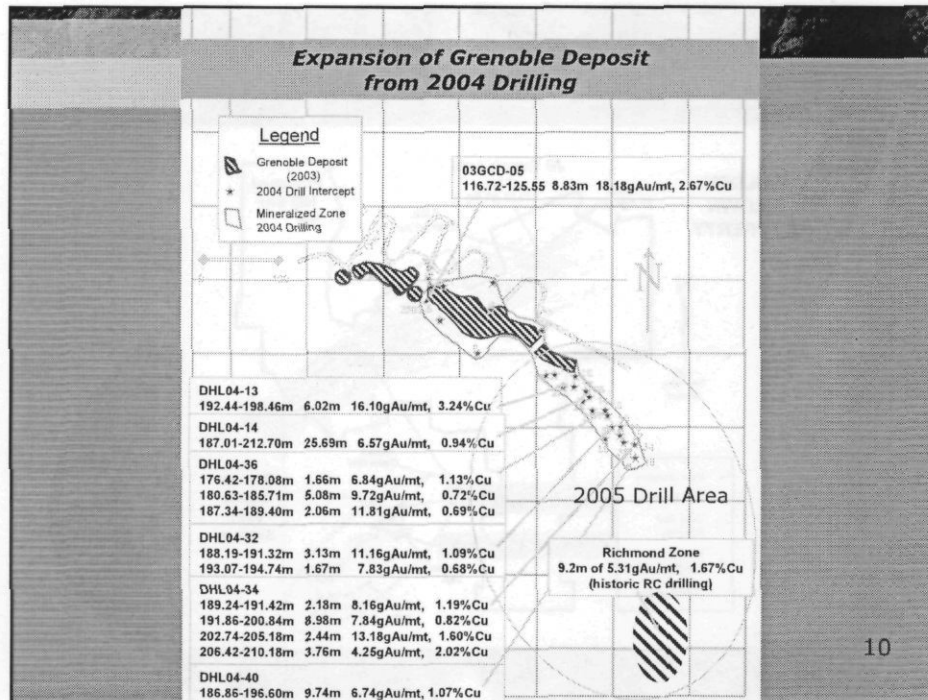 Expansion of Grenoble Deposit
from 2004 Drilling
Legend
Grenoble Deposit
(2003)
2004 Drill Intercept
Mineralized Zone
2004 Drilling
03GCD-05
116.72-125.55 8.83m 18.18gAu/mt, 2.67%Cu
N
DHL04-13
192.44-198.46m 6.02m 16.10gAu/mt, 3.24%Cu
DHL04-14
187.01-212.70m 25.69m 6.57gAu/mt, 0.94%Cu
DHL04-36
176.42-178.08m 1.66m 6.84gAu/mt, 1.13%Cu
180.63-185.71m 5.08m 9.72gAu/mt, 0.72%Cu
187.34-189.40m 2.06m 11.81gAu/mt, 0.69%Cu
DHL04-32
188.19-191.32m 3.13m 11.16gAu/mt, 1.09%Cu
193.07-194.74m 1.67m 7.83gAu/mt, 0.68%Cu
DHL04-34
189.24-191.42m 2.18m 8.16gAu/mt, 1.19%Cu
191.86-200.84m 8.98m 7.84gAu/mt, 0.82%Cu
202.74-205.18m 2.44m 13.18gAu/mt, 1.60%Cu
206.42-210.18m 3.76m 4.25gAu/mt, 2.02%Cu
DHL04-40
186.86-196.60m 9.74m 6.74gAu/mt, 1.07%Cu
2005 Drill Area
Richmond Zone
9.2m of 5.31gAu/mt, 1.67%Cu
(historic RC drilling)
10